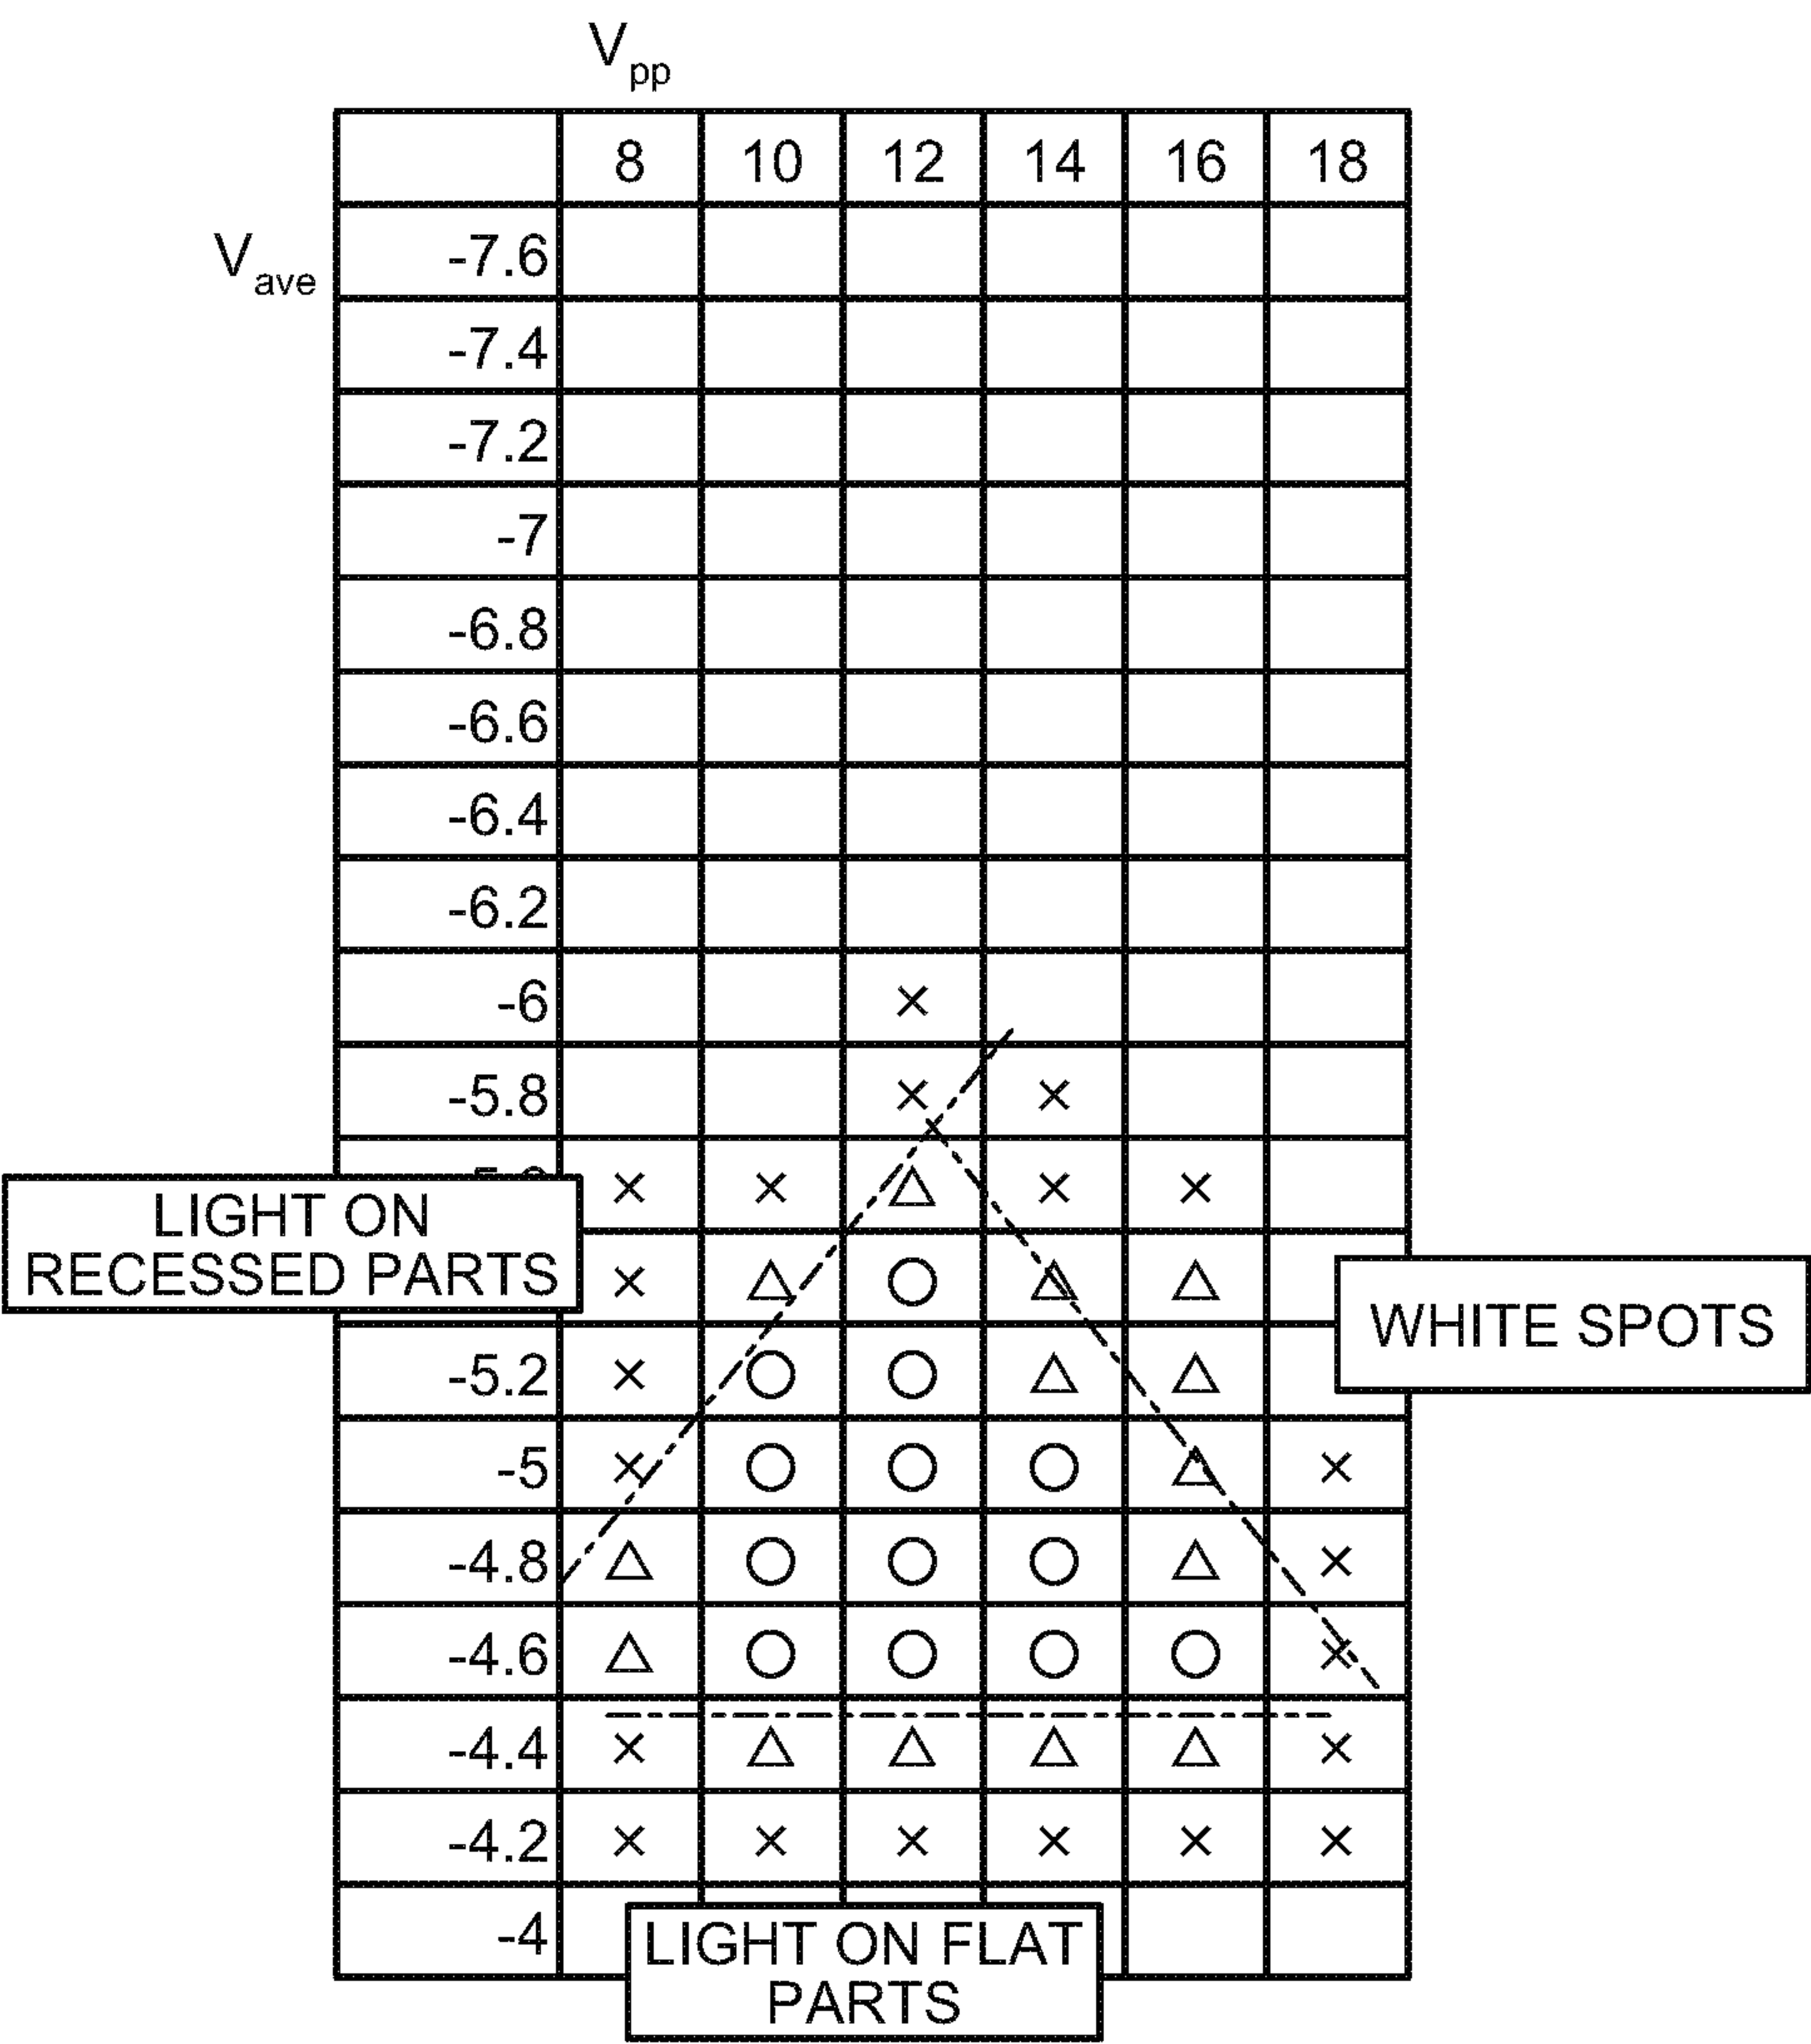 Vpp
8 10 12 14 16 18
Vave
-7.6
-7.4
-7.2
-7
-6.8
-6.6
-6.4
-6.2
-6 ×
-5.8 × ×
× × △ × ×
LIGHT ON
RECESSED PARTS
× △ ○ △ △
WHITE SPOTS
-5.2 × ○ ○ △ △
-5 × ○ ○ ○ △ ×
-4.8 △ ○ ○ ○ △ ×
-4.6 △ ○ ○ ○ ○ ×
-4.4 × △ △ △ △ ×
-4.2 × × × × × ×
-4
LIGHT ON FLAT
PARTS